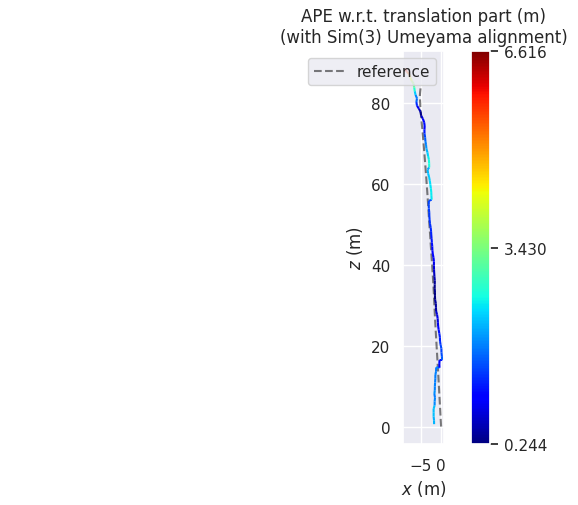 APE w.r.t. translation part (m)
(with Sim(3) Umeyama alignment)
reference
6.616
3.430
0.244
80
60
40
20
0
z (m)
−5 0
x (m)